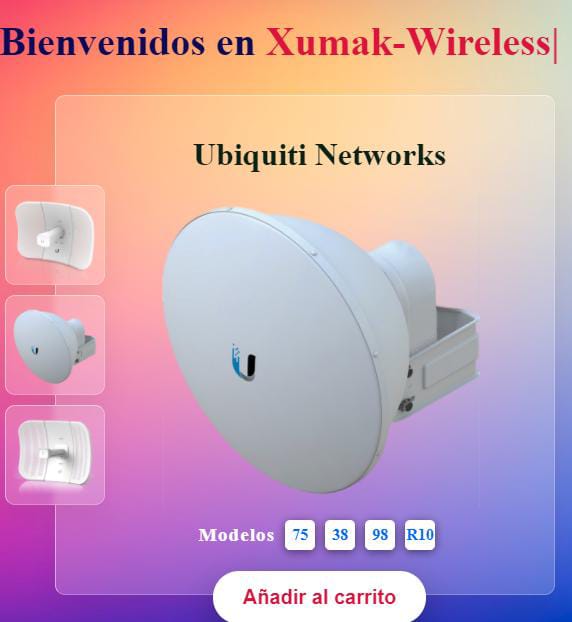 Bienvenidos en Xumak-Wireless|
Ubiquiti Networks
Modelos 75 38 98 R10
Añadir al carrito